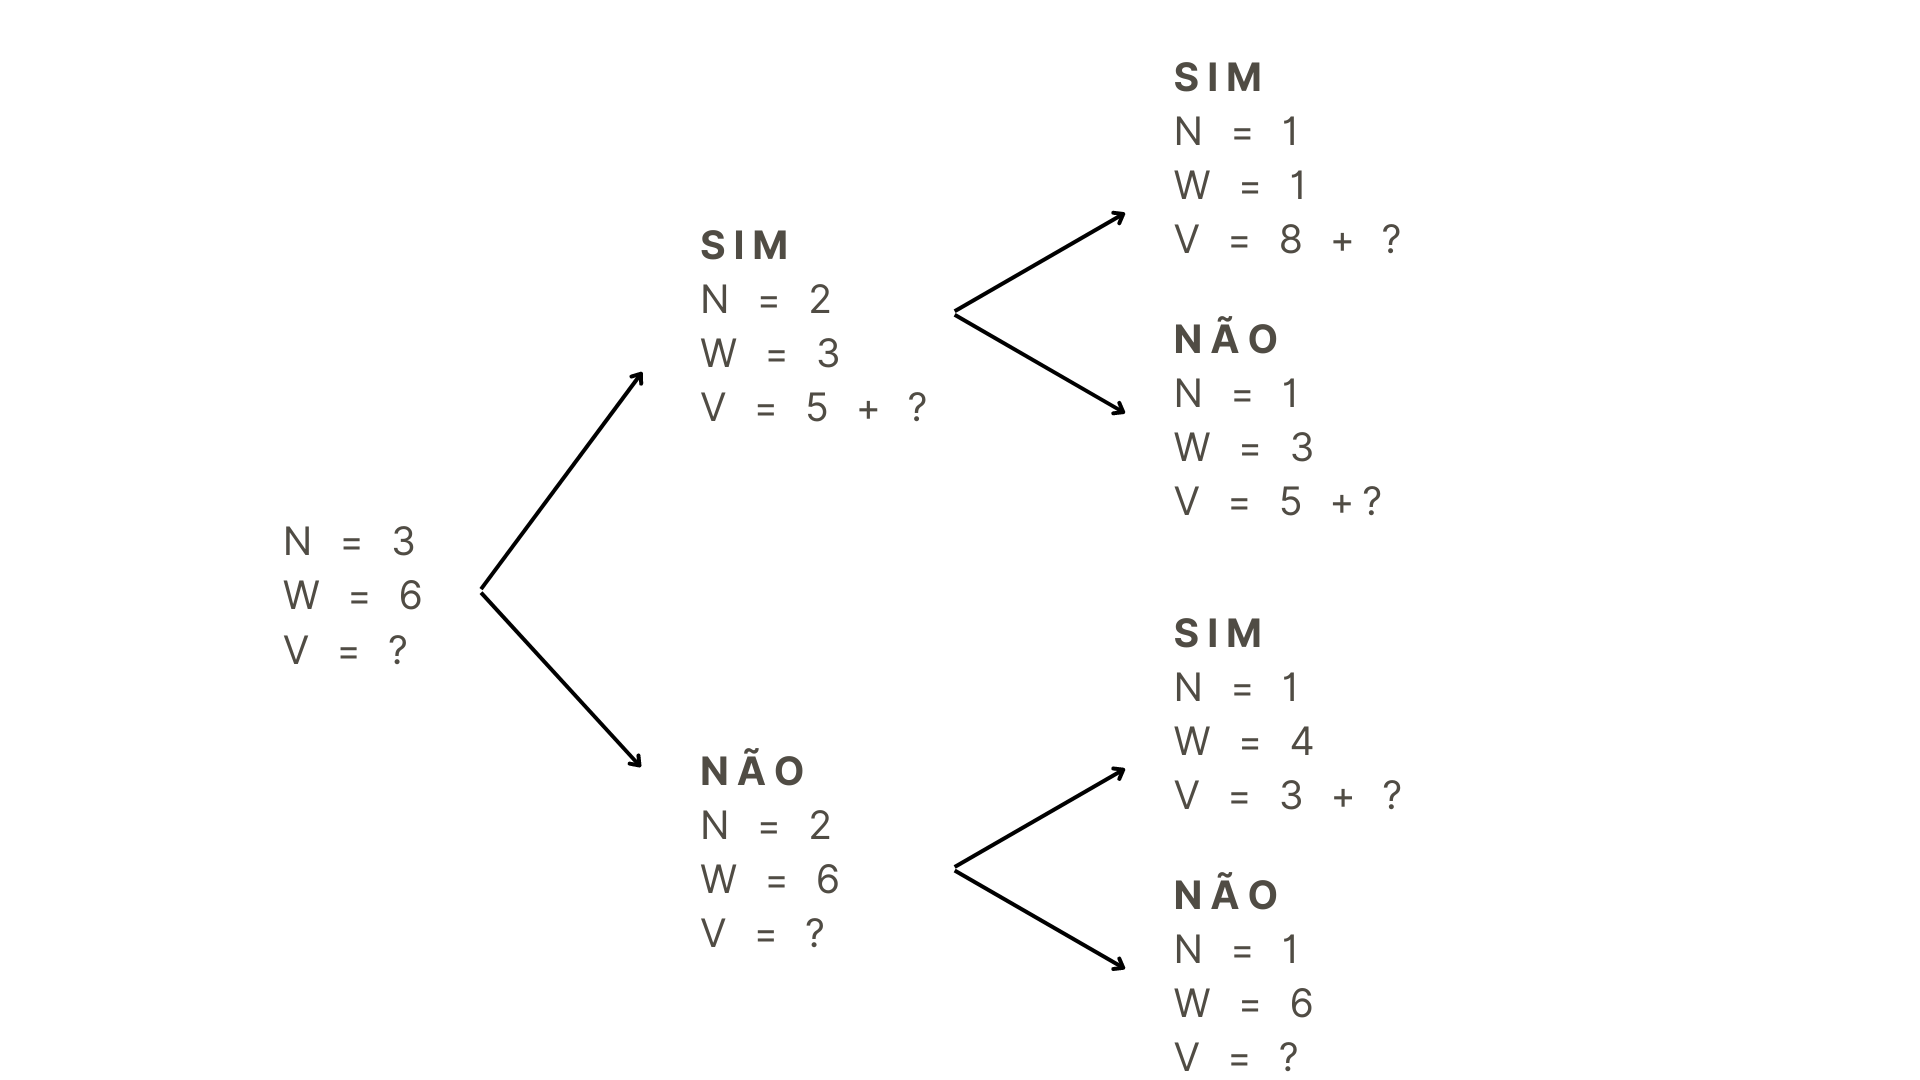 N = 3
W = 6
V = ?
SIM
N = 2
W = 3
V = 5 + ?
NÃO
N = 2
W = 6
V = ?
SIM
N = 1
W = 1
V = 8 + ?
NÃO
N = 1
W = 3
V = 5 +?
SIM
N = 1
W = 4
V = 3 + ?
NÃO
N = 1
W = 6
V = ?